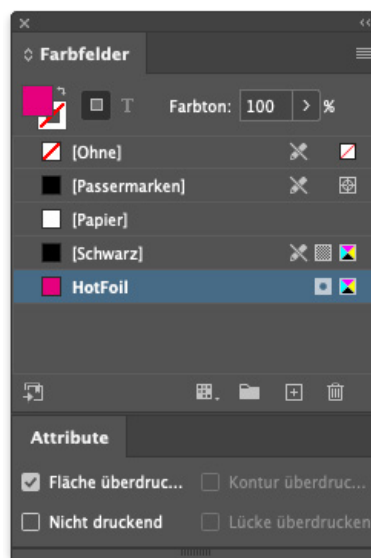 Farbfelder
T Farbton: 100 %
[Ohne]
[Passermarken]
[Papier]
[Schwarz]
HotFoil
Attribute
Fläche überdruc... Kontur überdruc...
Nicht druckend Lücke überdrucken